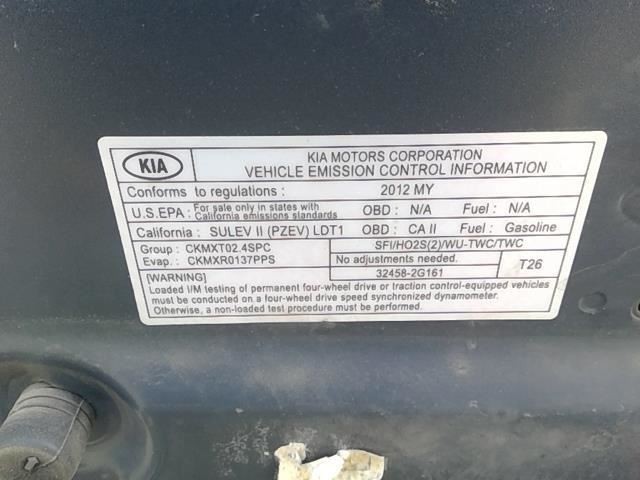 KIA
KIA MOTORS CORPORATION
VEHICLE EMISSION CONTROL INFORMATION
Conforms to regulations : 2012 MY
U.S.EPA : For sale only in states with California emissions standards OBD : N/A Fuel : N/A
California : SULEV II (PZEV) LDT1 OBD : CA II Fuel : Gasoline
Group : CKMXT02.4SPC SFI/HO2S(2)/WU-TWC/TWC
Evap. : CKMXR0137PPS No adjustments needed.
32458-2G161 T26
[WARNING]
Loaded I/M testing of permanent four-wheel drive or traction control-equipped vehicles
must be conducted on a four-wheel drive speed synchronized dynamometer.
Otherwise, a non-loaded test procedure must be performed.